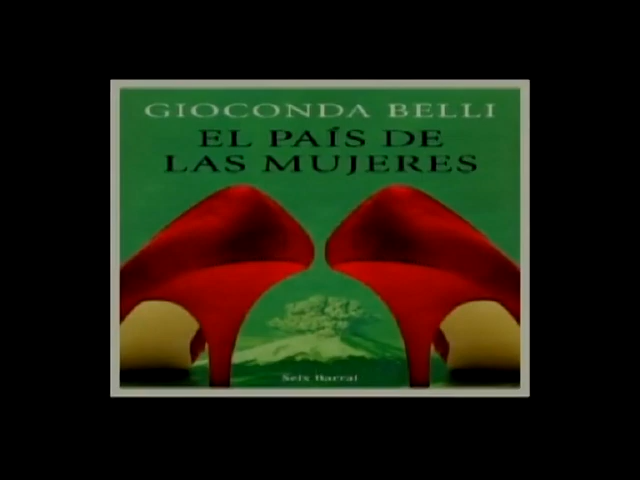 GIOCONDA BELLI
EL PAÍS DE
LAS MUJERES
Seix Barral